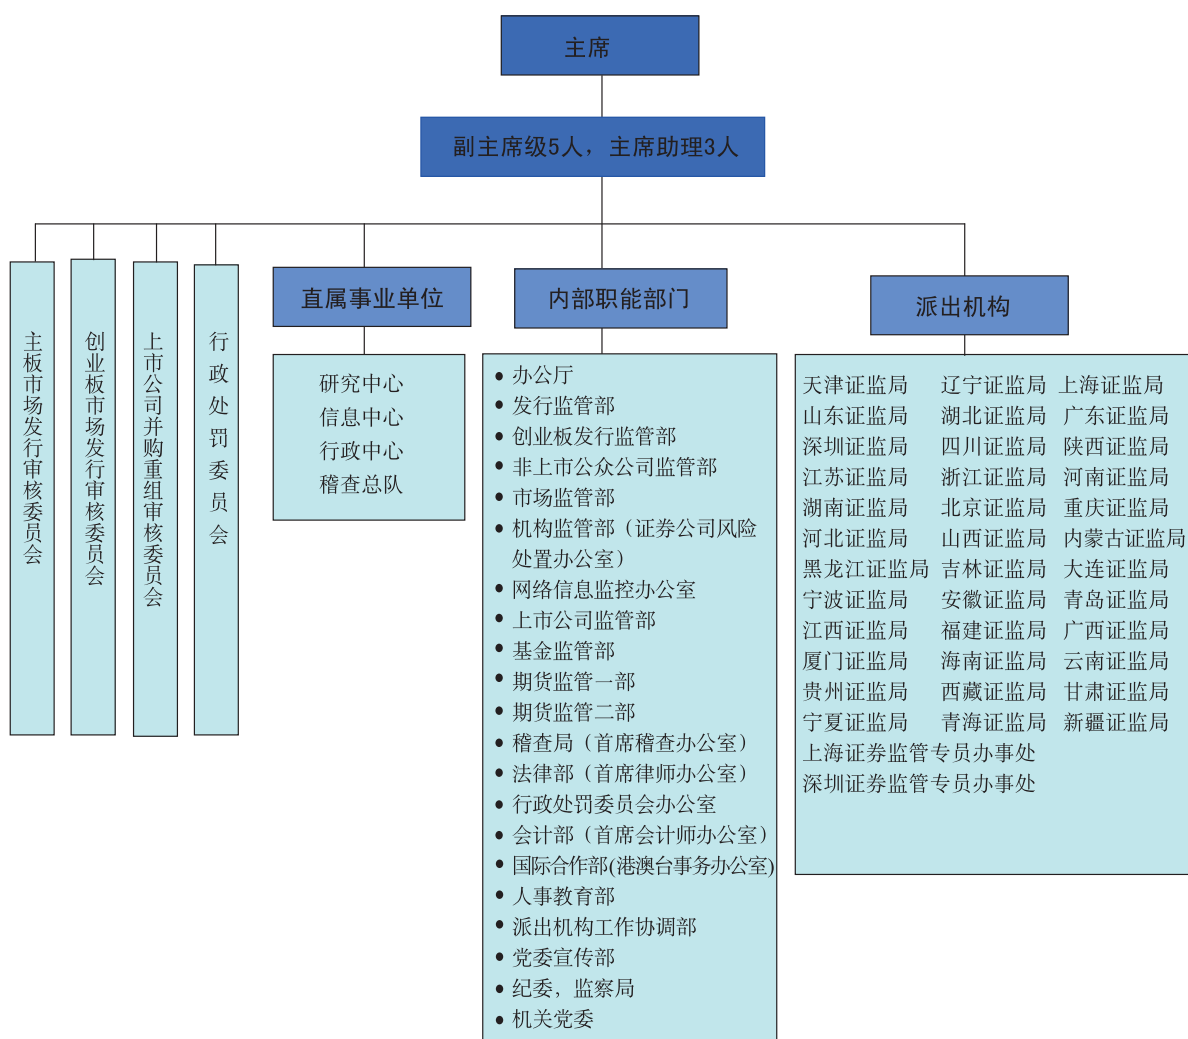 主席
副主席级5人，主席助理3人
主板市场发行审核委员会
创业板市场发行审核委员会
上市公司并购重组审核委员会
行政处罚委员会
直属事业单位
研究中心
信息中心
行政中心
稽查总队
内部职能部门
• 办公厅
• 发行监管部
• 创业板发行监管部
• 非上市公众公司监管部
• 市场监管部
• 机构监管部（证券公司风险
处置办公室）
• 网络信息监控办公室
• 上市公司监管部
• 基金监管部
• 期货监管一部
• 期货监管二部
• 稽查局（首席稽查办公室）
• 法律部（首席律师办公室）
• 行政处罚委员会办公室
• 会计部（首席会计师办公室）
• 国际合作部(港澳台事务办公室)
• 人事教育部
• 派出机构工作协调部
• 党委宣传部
• 纪委，监察局
• 机关党委
派出机构
天津证监局 辽宁证监局 上海证监局
山东证监局 湖北证监局 广东证监局
深圳证监局 四川证监局 陕西证监局
江苏证监局 浙江证监局 河南证监局
湖南证监局 北京证监局 重庆证监局
河北证监局 山西证监局 内蒙古证监局
黑龙江证监局 吉林证监局 大连证监局
宁波证监局 安徽证监局 青岛证监局
江西证监局 福建证监局 广西证监局
厦门证监局 海南证监局 云南证监局
贵州证监局 西藏证监局 甘肃证监局
宁夏证监局 青海证监局 新疆证监局
上海证券监管专员办事处
深圳证券监管专员办事处